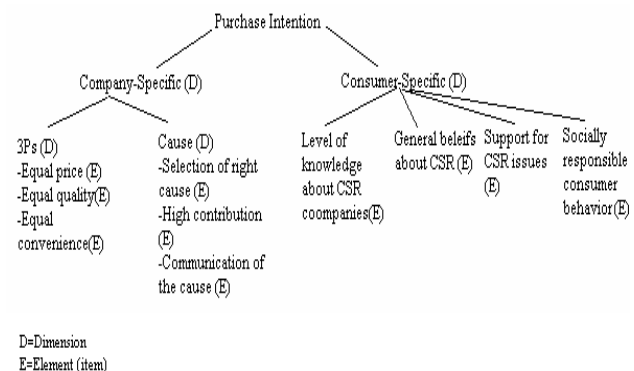 Purchase Intention
Company-Specific (D)
Consumer-Specific (D)
3Ps (D)
-Equal price (E)
-Equal quality(E)
-Equal
convenience(E)
Cause (D)
-Selection of right
cause (E)
-High contribution
(E)
-Communication of
the cause (E)
Level of
knowledge
about CSR
coompanies(E)
General beleifs
about CSR (E)
Support for
CSR issues
(E)
Socially
responsible
consumer
behavior(E)
D=Dimension
E=Element (item)